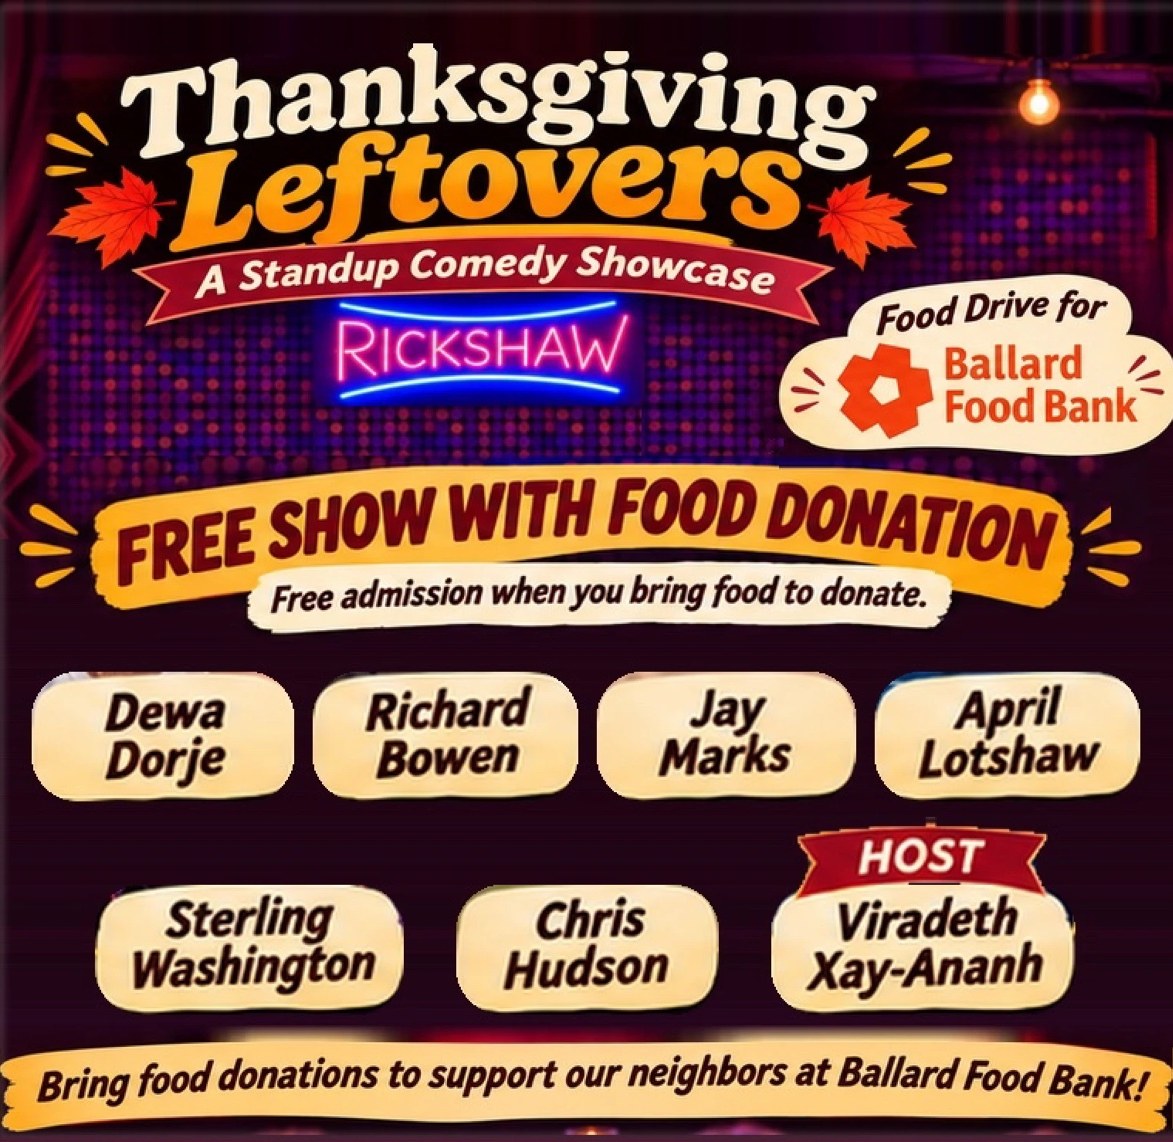 Thanksgiving
Leftovers
A Standup Comedy Showcase
RICKSHAW
Food Drive for
Ballard
Food Bank
FREE SHOW WITH FOOD DONATION
Free admission when you bring food to donate.
Dewa
Dorje
Richard
Bowen
Jay
Marks
April
Lotshaw
Sterling
Washington
Chris
Hudson
HOST
Viradeth
Xay-Ananh
Bring food donations to support our neighbors at Ballard Food Bank!